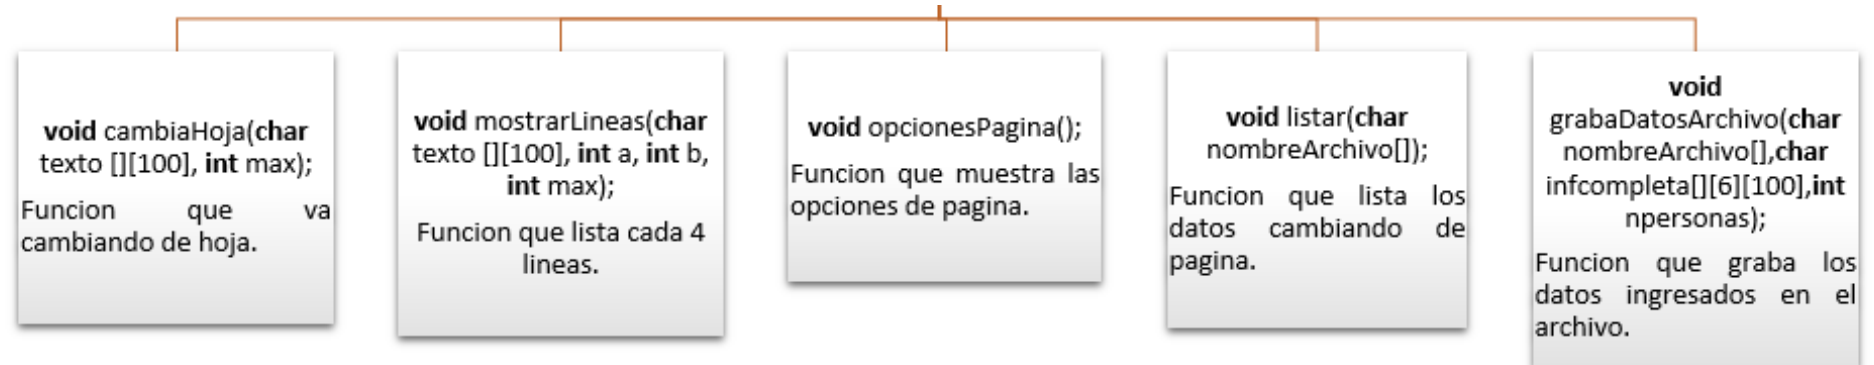 void cambiaHoja(char
texto [][100], int max);
Funcion que va
cambiando de hoja.
void mostrarLineas(char
texto [][100], int a, int b,
int max);
Funcion que lista cada 4
lineas.
void opcionesPagina();
Funcion que muestra las
opciones de pagina.
void listar(char
nombreArchivo[]);
Funcion que lista los
datos cambiando de
pagina.
void
grabaDatosArchivo(char
nombreArchivo[],char
infcompleta[][6][100],int
npersonas);
Funcion que graba los
datos ingresados en el
archivo.